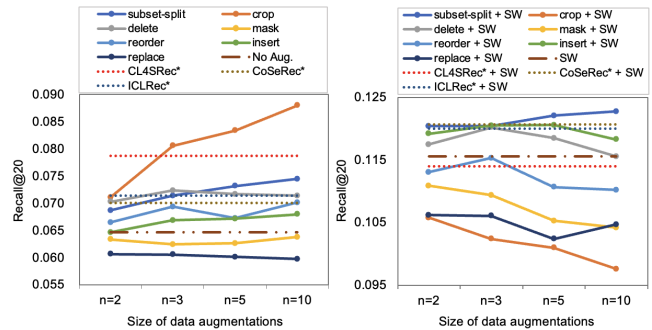 subset-split crop
delete mask
reorder insert
replace No Aug.
CL4SRec* CoSeRec*
ICLRec*
0.090
0.085
0.080
0.075
0.070
0.065
0.060
0.055
Recall@20
n=2 n=3 n=5 n=10
Size of data augmentations
subset-split + SW crop + SW
delete + SW mask + SW
reorder + SW insert + SW
replace + SW SW
CL4SRec* + SW CoSeRec* + SW
ICLRec* + SW
0.125
0.115
0.105
0.095
Recall@20
n=2 n=3 n=5 n=10
Size of data augmentations